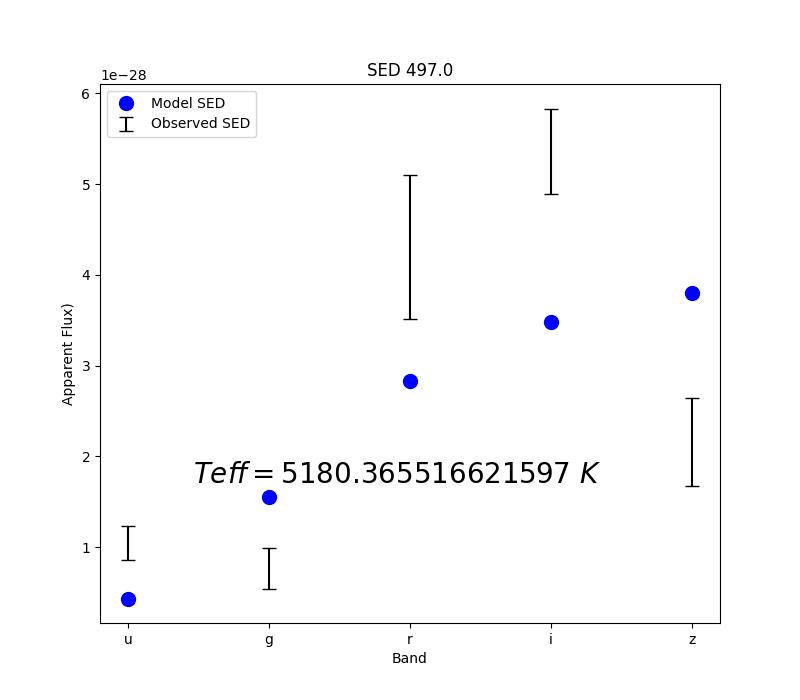 SED 497.0
1e−28
Model SED
Observed SED
6
5
4
3
2
1
Apparent Flux)
Teff = 5180.365516621597 K
u g r i z
Band